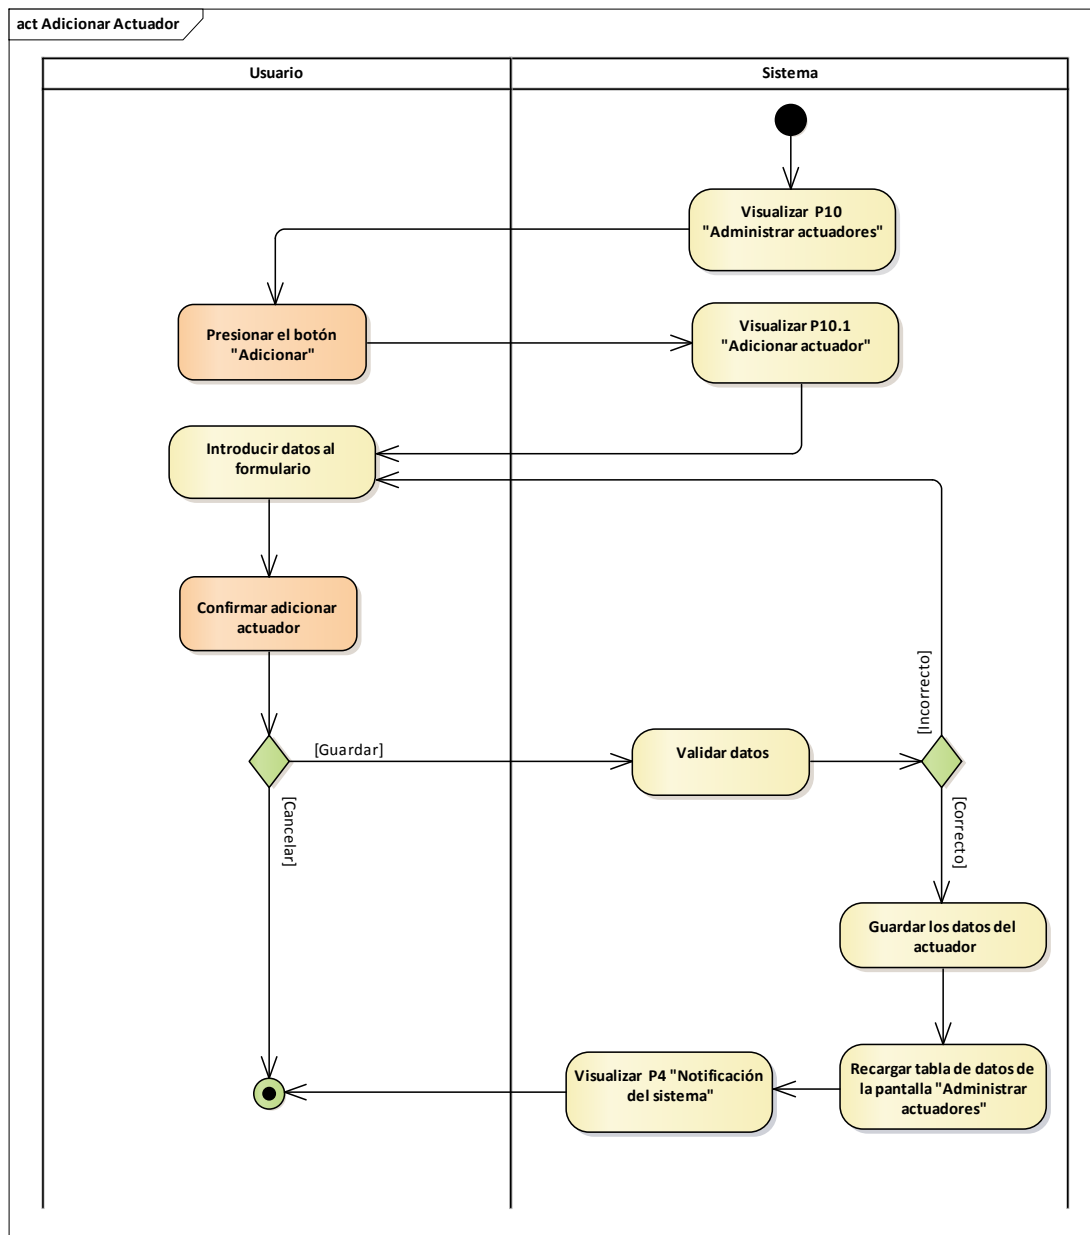 act Adicionar Actuador
Usuario
Sistema
Visualizar P10
"Administrar actuadores"
Presionar el botón
"Adicionar"
Visualizar P10.1
"Adicionar actuador"
Introducir datos al
formulario
Confirmar adicionar
actuador
[Guardar]
[Cancelar]
Validar datos
[Incorrecto]
[Correcto]
Guardar los datos del
actuador
Recargar tabla de datos de
la pantalla "Administrar
actuadores"
Visualizar P4 "Notificación
del sistema"